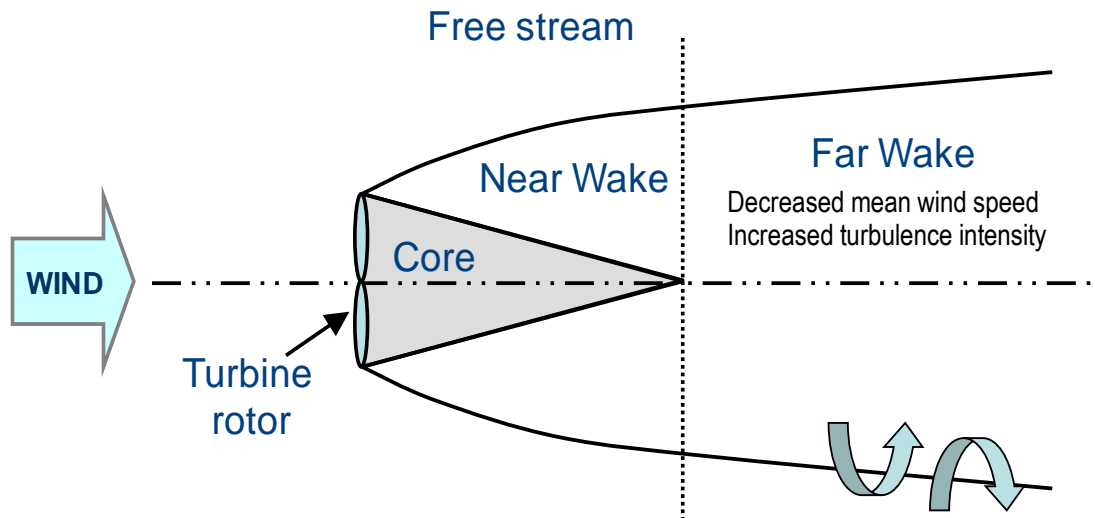 Free stream
Far Wake
Near Wake
Decreased mean wind speed
Increased turbulence intensity
Core
WIND
Turbine
rotor